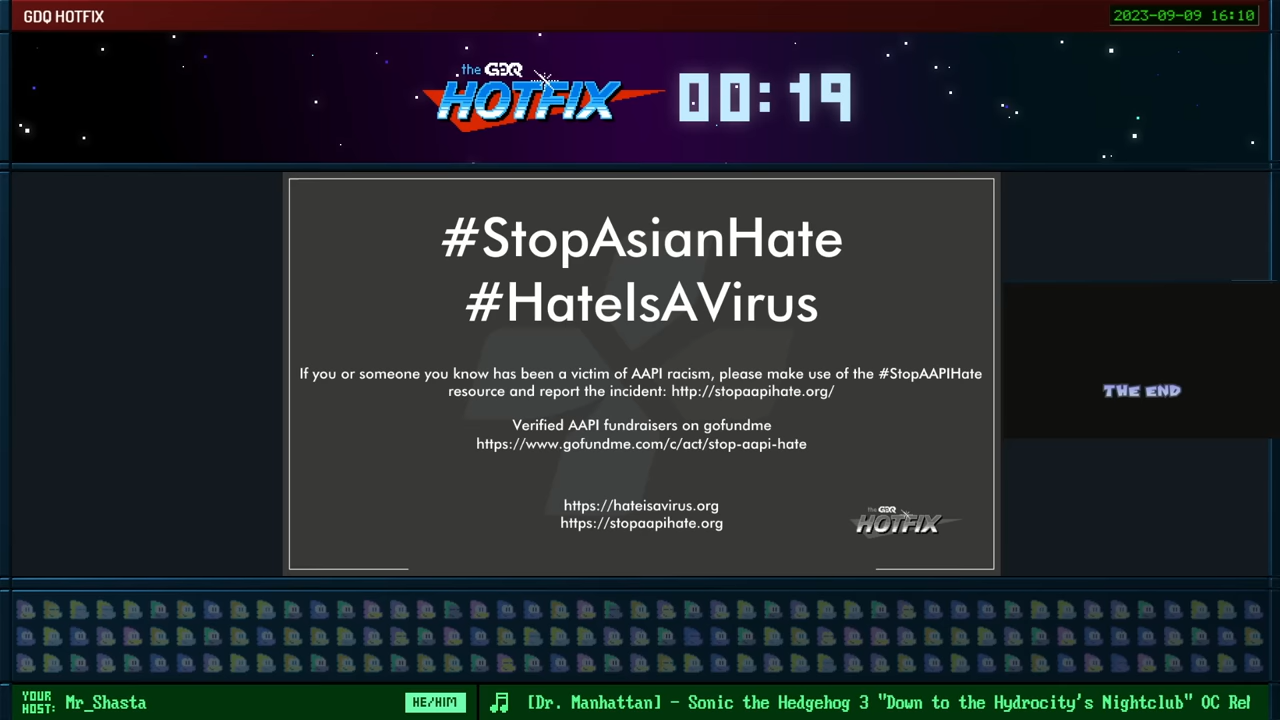 GDQ HOTFIX
2023-09-09 16:10
the GDQ
HOTFIX
00:19
#StopAsianHate
#HateIsAVirus
If you or someone you know has been a victim of AAPI racism, please make use of the #StopAAPIHate
resource and report the incident: http://stopaapihate.org/
Verified AAPI fundraisers on gofundme
https://www.gofundme.com/c/act/stop-aapi-hate
https://hateisavirus.org
https://stopaapihate.org
the GDQ
HOTFIX
THE END
YOUR
HOST:
Mr_Shasta
HE/HIM
[Dr. Manhattan] - Sonic the Hedgehog 3 "Down to the Hydrocity's Nightclub" OC Re